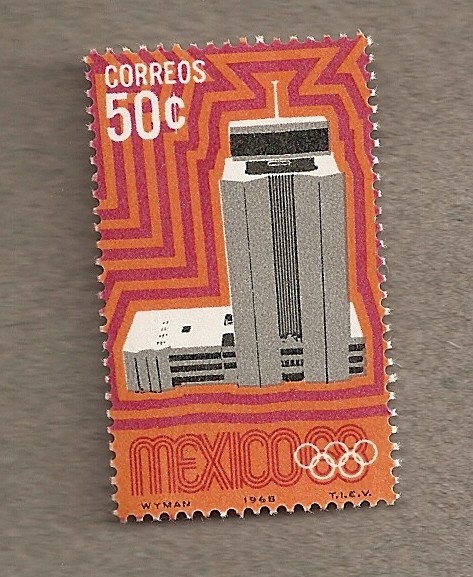 CORREOS
50¢
MEXICO68
WYMAN 1968 T.I.E.V.